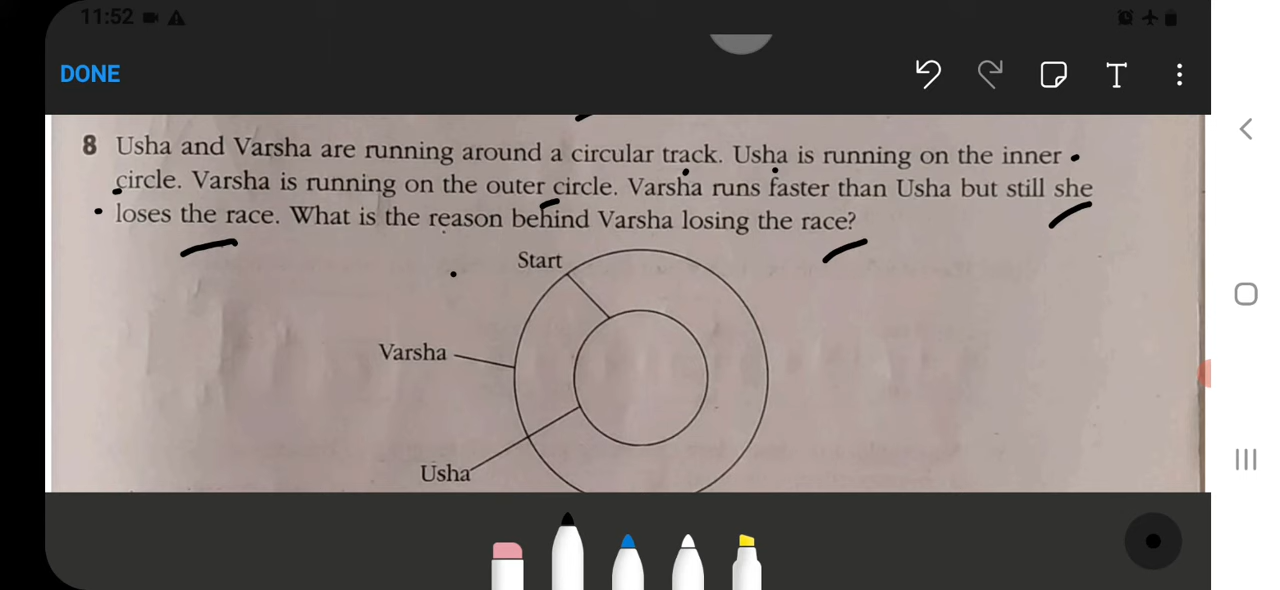 11:52
DONE
T
8 Usha and Varsha are running around a circular track. Usha is running on the inner
circle. Varsha is running on the outer circle. Varsha runs faster than Usha but still she
loses the race. What is the reason behind Varsha losing the race?
Start
Varsha
Usha